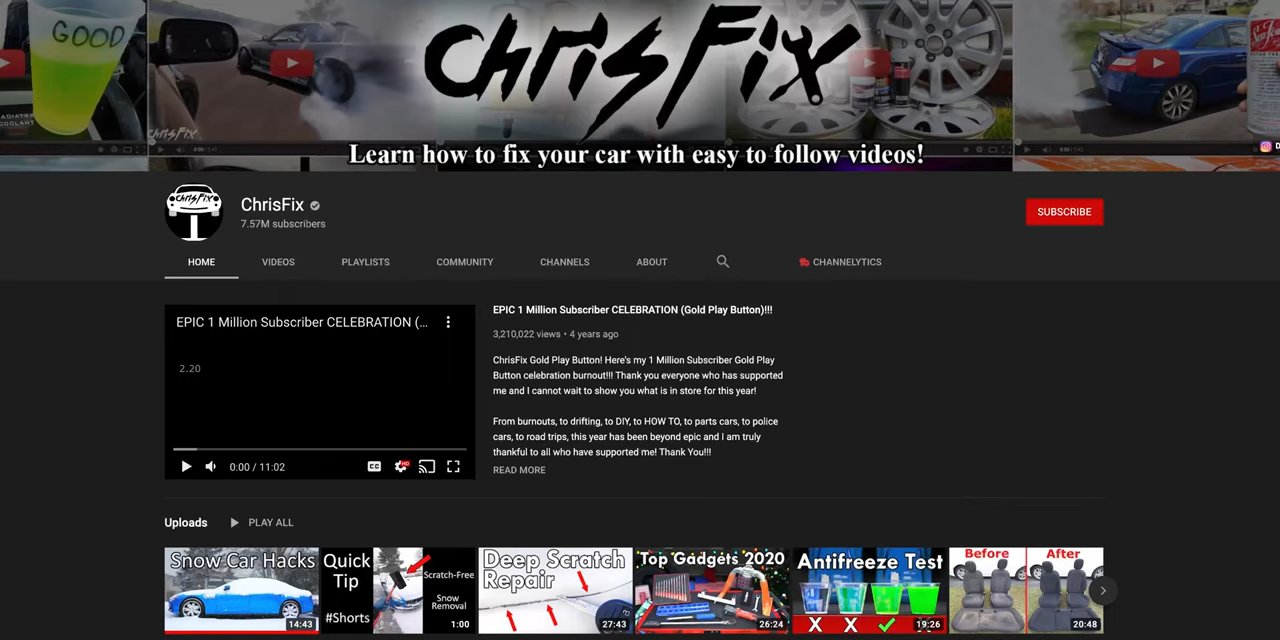 GOOD
RADIATOR
COOLANT
CHRISFIX
ChrisFix
Learn how to fix your car with easy to follow videos!
ChrisFix
ChrisFix
7.57M subscribers
SUBSCRIBE
HOME VIDEOS PLAYLISTS COMMUNITY CHANNELS ABOUT CHANNELYTICS
EPIC 1 Million Subscriber CELEBRATION (...
2.20
0:00 / 11:02
CC HD
EPIC 1 Million Subscriber CELEBRATION (Gold Play Button)!!!
3,210,022 views • 4 years ago
ChrisFix Gold Play Button! Here's my 1 Million Subscriber Gold Play
Button celebration burnout!!! Thank you everyone who has supported
me and I cannot wait to show you what is in store for this year!
From burnouts, to drifting, to DIY, to HOW TO, to parts cars, to police
cars, to road trips, this year has been beyond epic and I am truly
thankful to all who have supported me! Thank You!!!
READ MORE
Uploads PLAY ALL
Snow Car Hacks
14:43
Quick
Tip
#Shorts
Scratch-Free
Snow
Removal
1:00
Deep Scratch
Repair
27:43
Top Gadgets 2020
26:24
Antifreeze Test
19:26
Before After
20:48